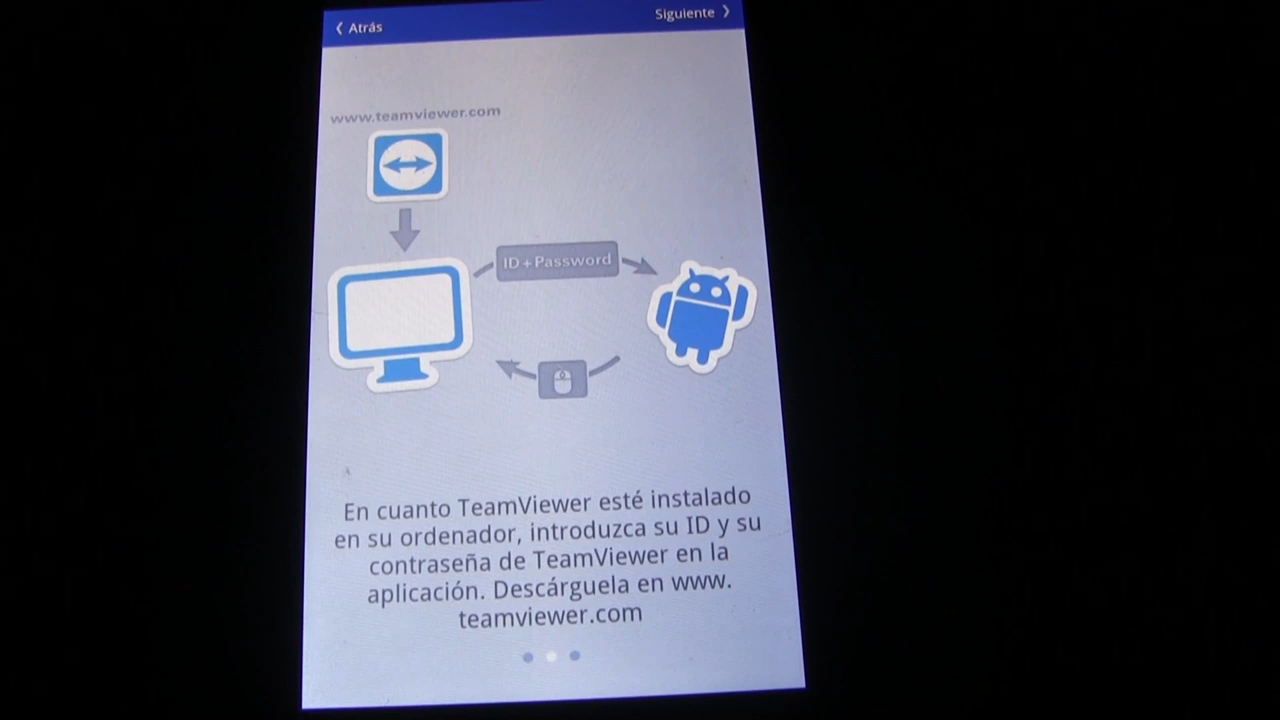 Atrás
Siguiente
www.teamviewer.com
ID+Password
En cuanto TeamViewer esté instalado
en su ordenador, introduzca su ID y su
contraseña de TeamViewer en la
aplicación. Descárguela en www.
teamviewer.com